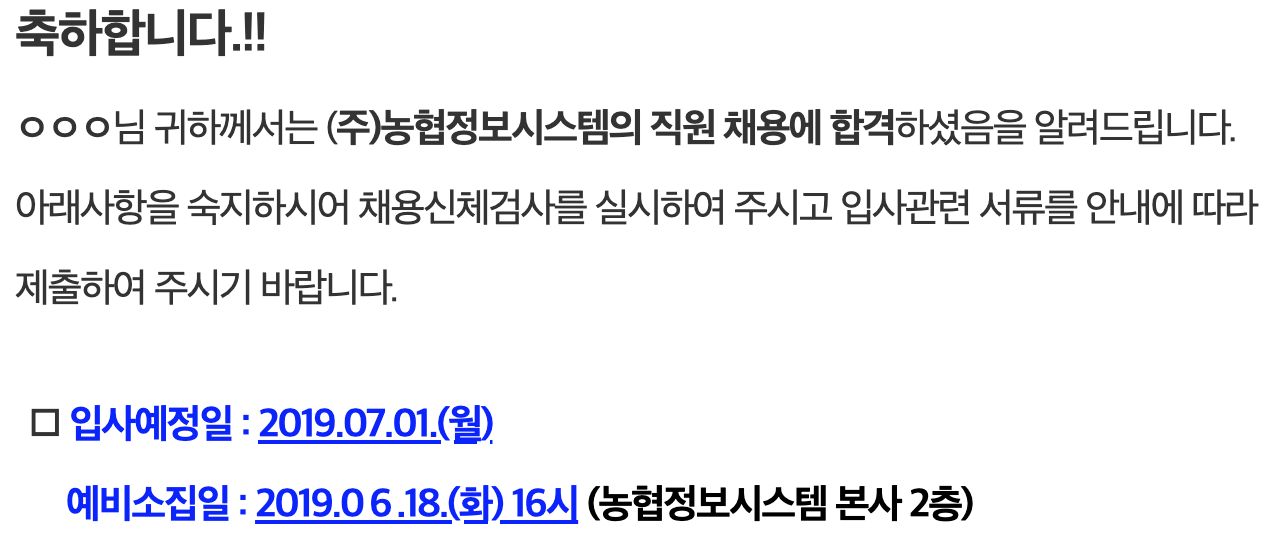 축하합니다.!!
ㅇㅇㅇ님 귀하께서는 (주)농협정보시스템의 직원 채용에 합격하셨음을 알려드립니다.
아래사항을 숙지하시어 채용신체검사를 실시하여 주시고 입사관련 서류를 안내에 따라
제출하여 주시기 바랍니다.
□ 입사예정일 : 2019.07.01.(월)
예비소집일 : 2019.0 6 .18.(화) 16시 (농협정보시스템 본사 2층)